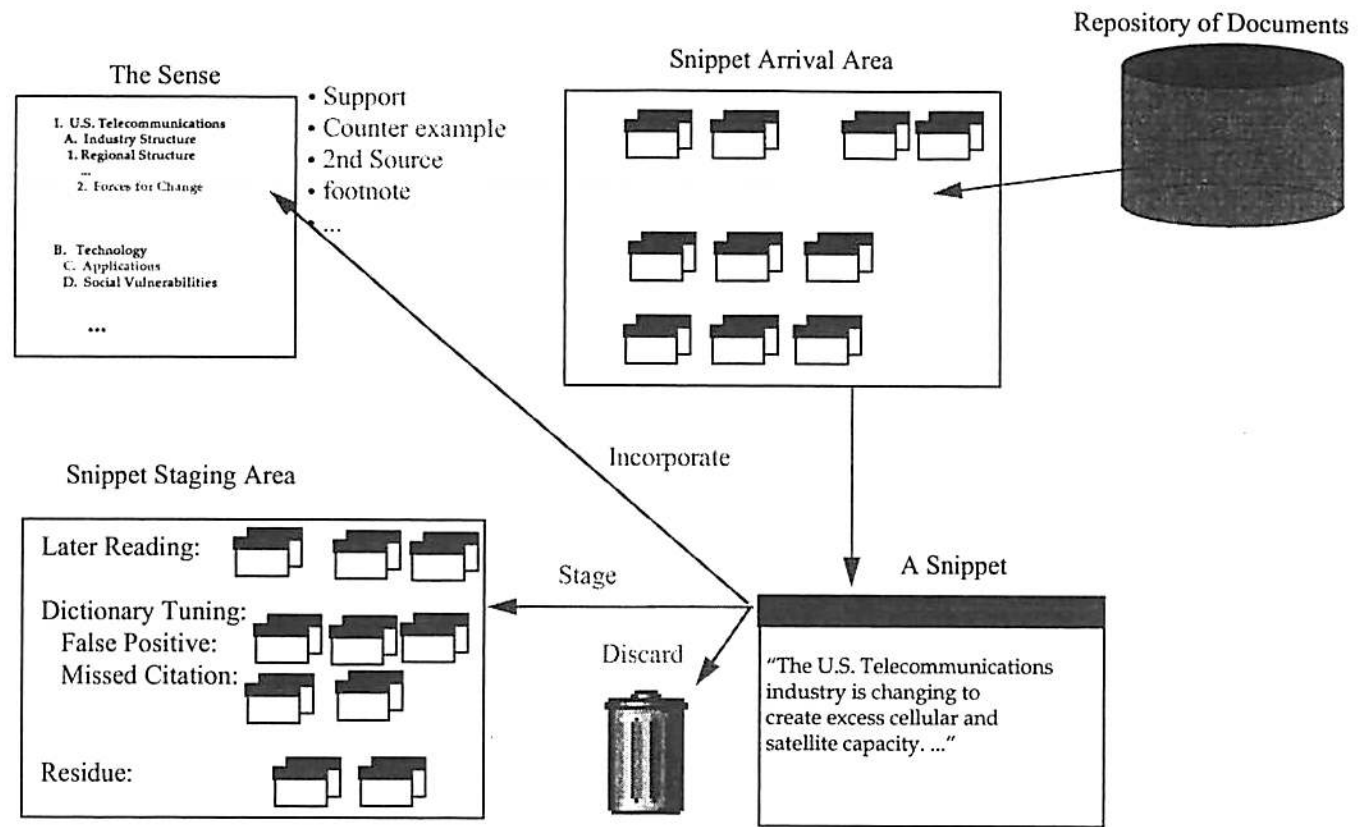 Repository of Documents
Snippet Arrival Area
The Sense
I. U.S. Telecommunications
A. Industry Structure
1. Regional Structure
...
2. Forces for Change
B. Technology
C. Applications
D. Social Vulnerabilities
...
• Support
• Counter example
• 2nd Source
• footnote
• ...
Incorporate
Snippet Staging Area
Later Reading:
Dictionary Tuning:
False Positive:
Missed Citation:
Residue:
Stage
Discard
A Snippet
“The U.S. Telecommunications
industry is changing to
create excess cellular and
satellite capacity. ...”